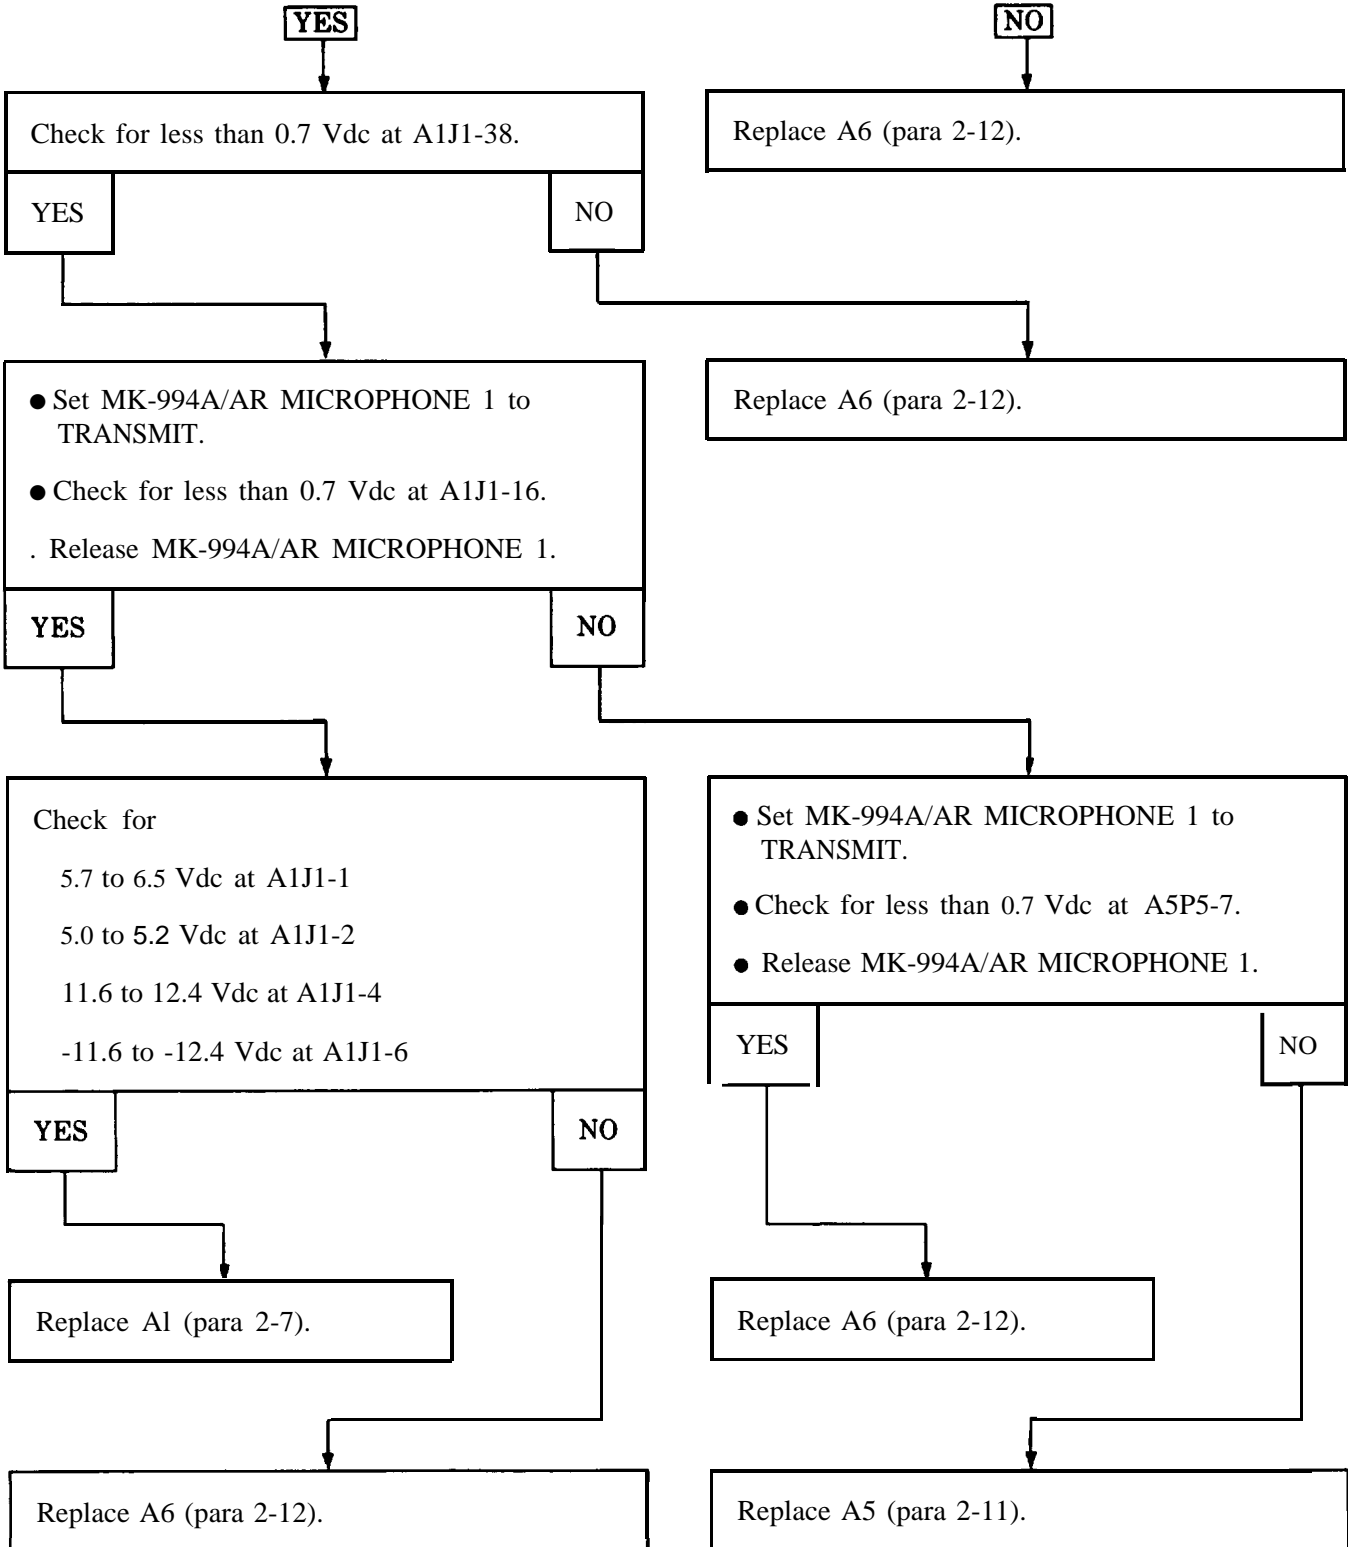 YES
NO
Check for less than 0.7 Vdc at A1J1-38.
Replace A6 (para 2-12).
YES
NO
● Set MK-994A/AR MICROPHONE 1 to
TRANSMIT.
● Check for less than 0.7 Vdc at A1J1-16.
. Release MK-994A/AR MICROPHONE 1.
Replace A6 (para 2-12).
YES
NO
Check for
5.7 to 6.5 Vdc at A1J1-1
5.0 to 5.2 Vdc at A1J1-2
11.6 to 12.4 Vdc at A1J1-4
-11.6 to -12.4 Vdc at A1J1-6
● Set MK-994A/AR MICROPHONE 1 to
TRANSMIT.
● Check for less than 0.7 Vdc at A5P5-7.
● Release MK-994A/AR MICROPHONE 1.
YES
NO
YES
NO
Replace Al (para 2-7).
Replace A6 (para 2-12).
Replace A6 (para 2-12).
Replace A5 (para 2-11).